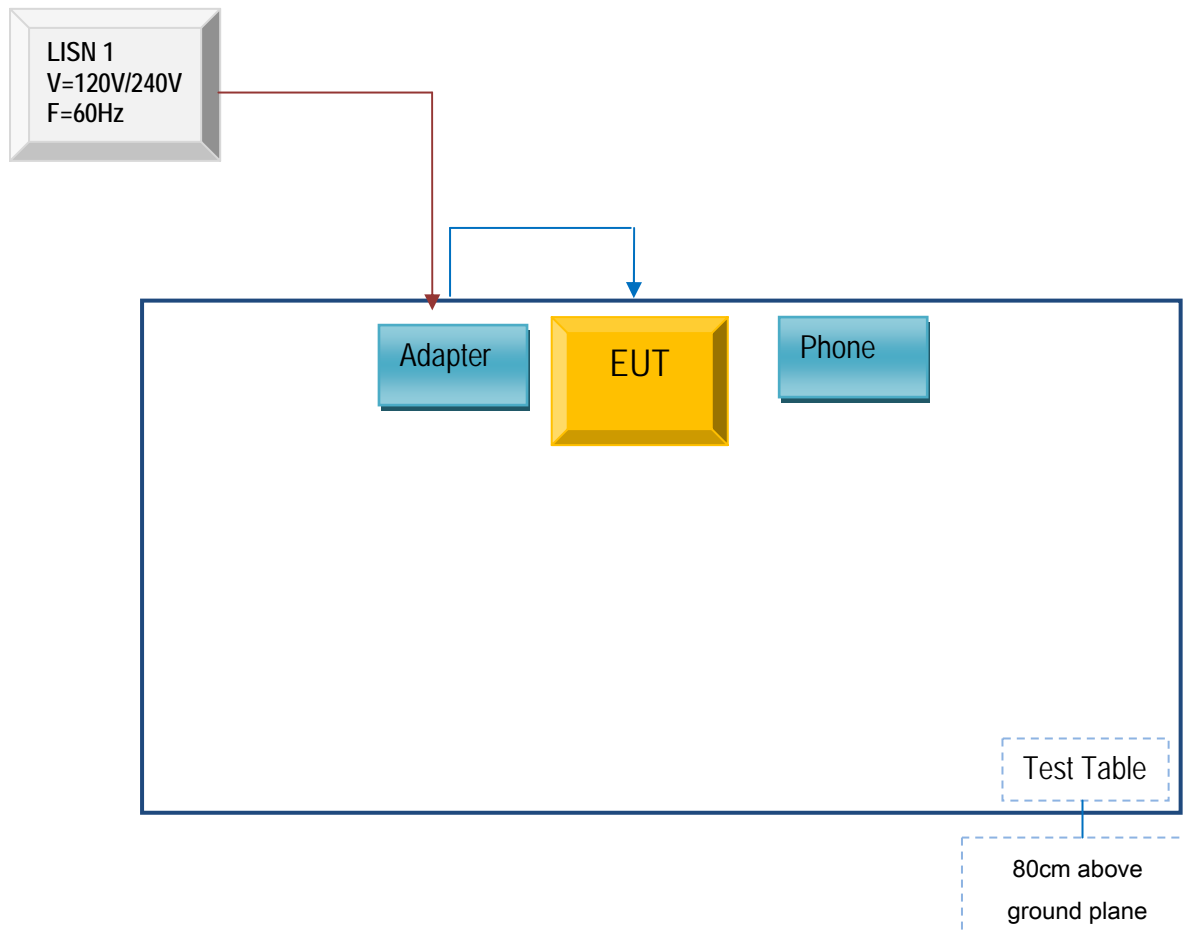 LISN 1
V=120V/240V
F=60Hz
Adapter
EUT
Phone
Test Table
80cm above
ground plane